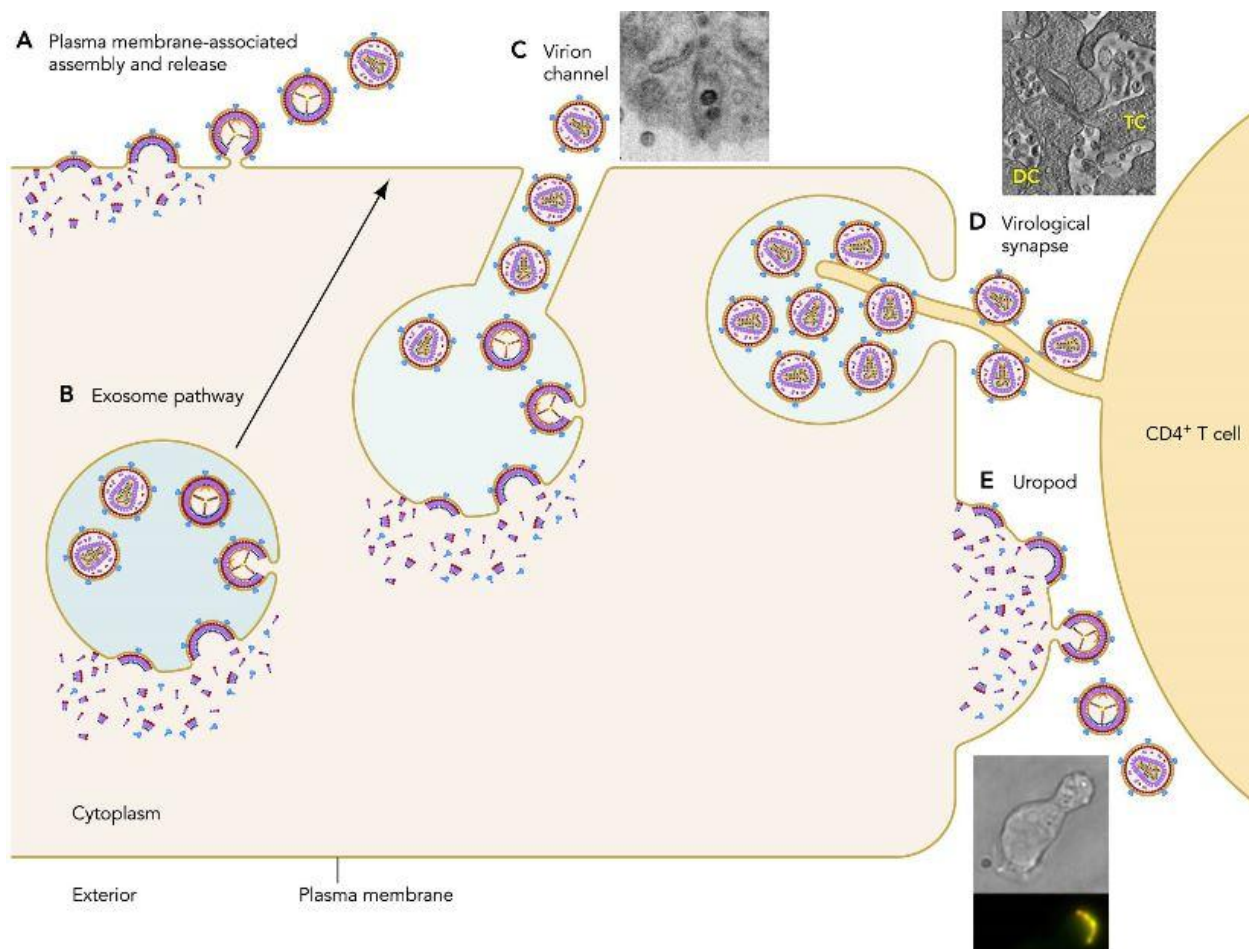 A Plasma membrane-associated
assembly and release
C Virion
channel
TC
DC
D Virological
synapse
B Exosome pathway
CD4⁺ T cell
E Uropod
Cytoplasm
Exterior
Plasma membrane